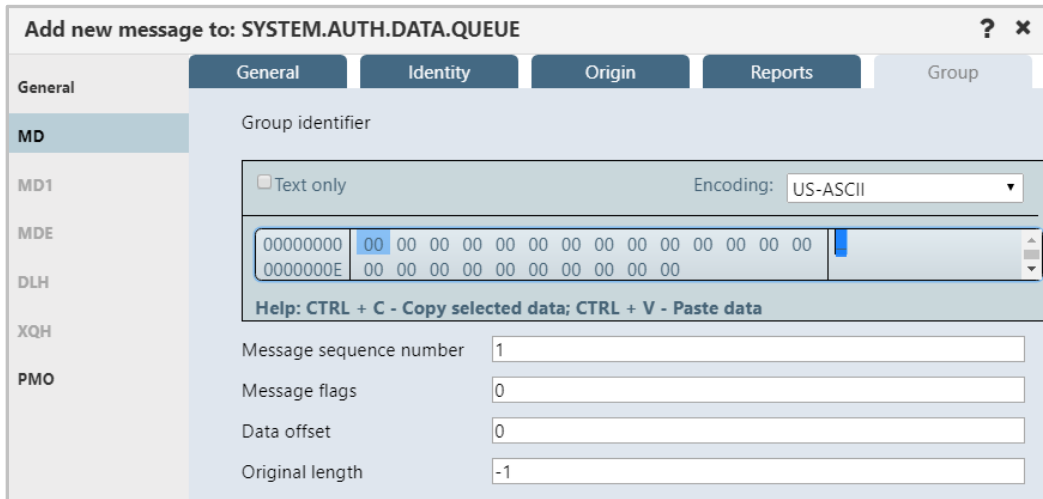 Add new message to: SYSTEM.AUTH.DATA.QUEUE ? ×
General
MD
MD1
MDE
DLH
XQH
PMO
General Identity Origin Reports Group
Group identifier
Text only Encoding: US-ASCII
00000000 00 00 00 00 00 00 00 00 00 00 00 00 00 00
0000000E 00 00 00 00 00 00 00 00 00 00
Help: CTRL + C - Copy selected data; CTRL + V - Paste data
Message sequence number 1
Message flags 0
Data offset 0
Original length -1